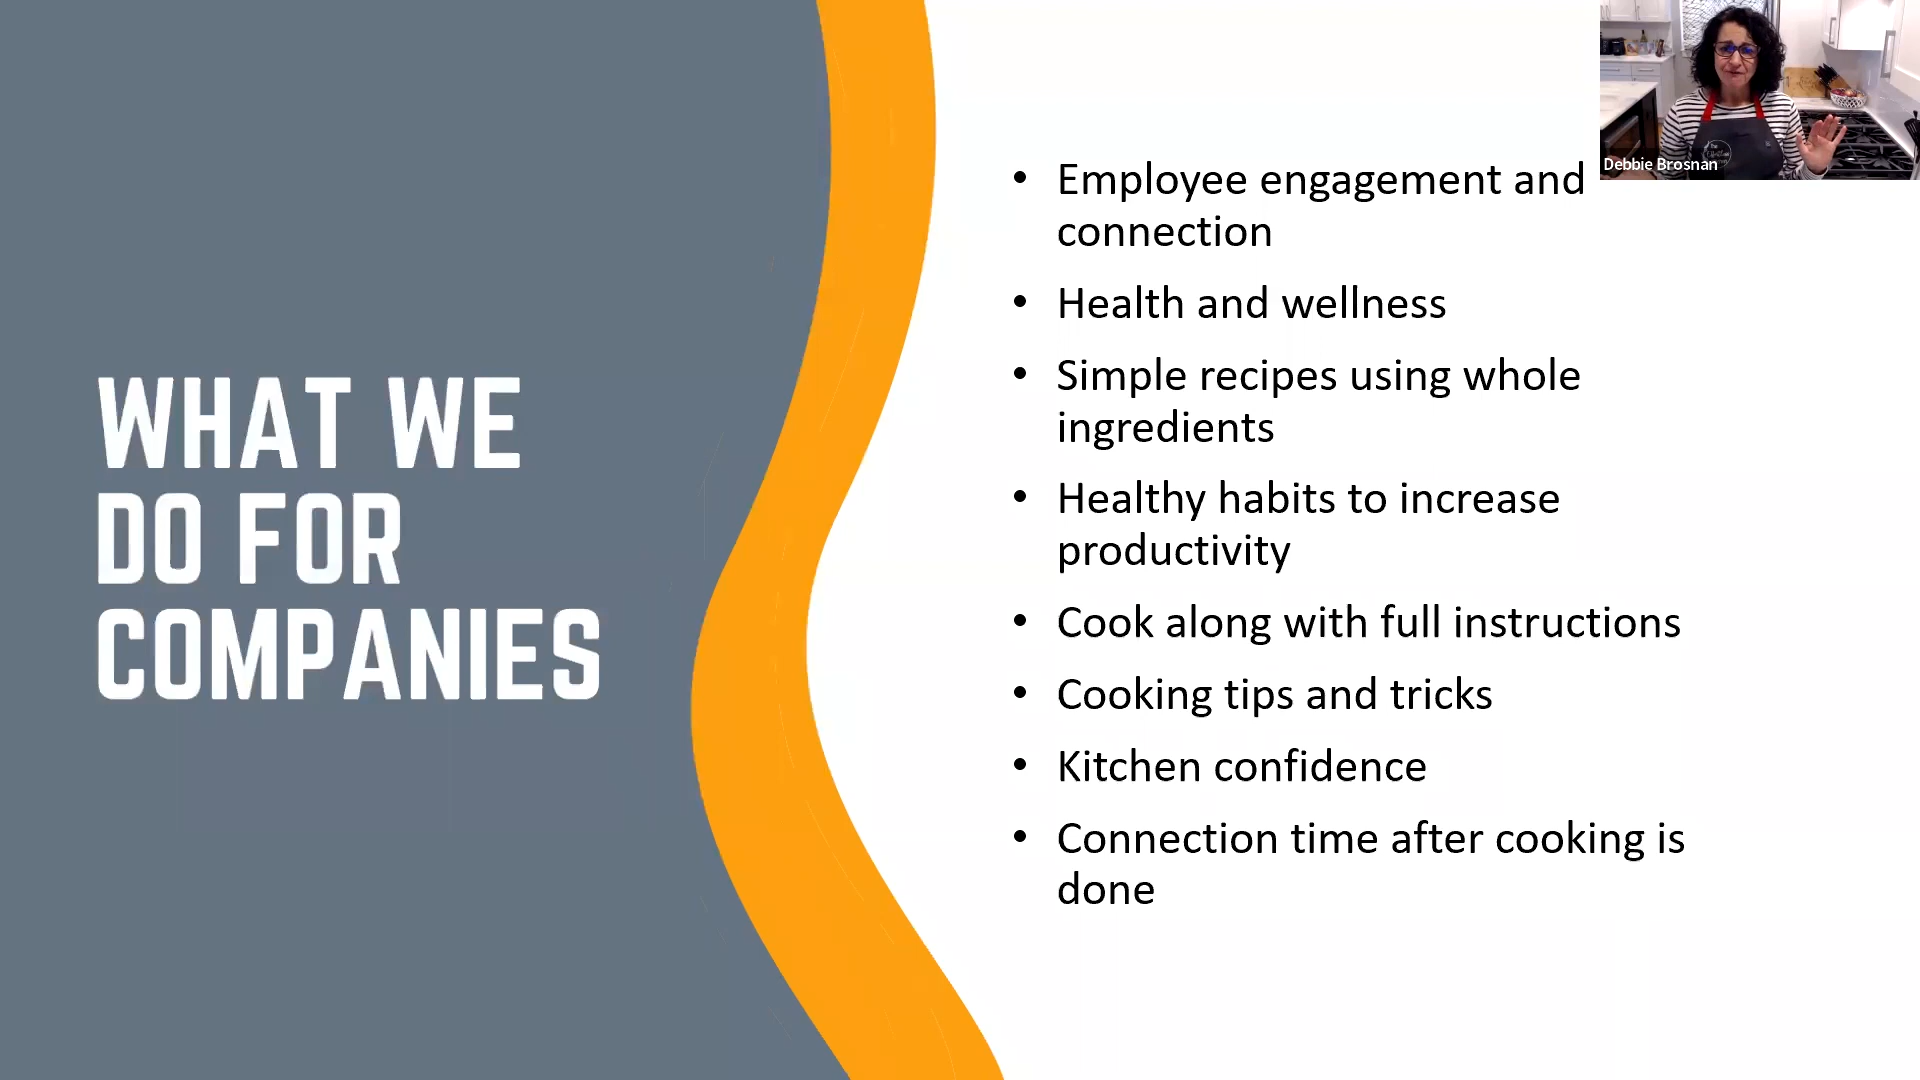 WHAT WE
DO FOR
COMPANIES
• Employee engagement and
connection
• Health and wellness
• Simple recipes using whole
ingredients
• Healthy habits to increase
productivity
• Cook along with full instructions
• Cooking tips and tricks
• Kitchen confidence
• Connection time after cooking is
done
Debbie Brosnan